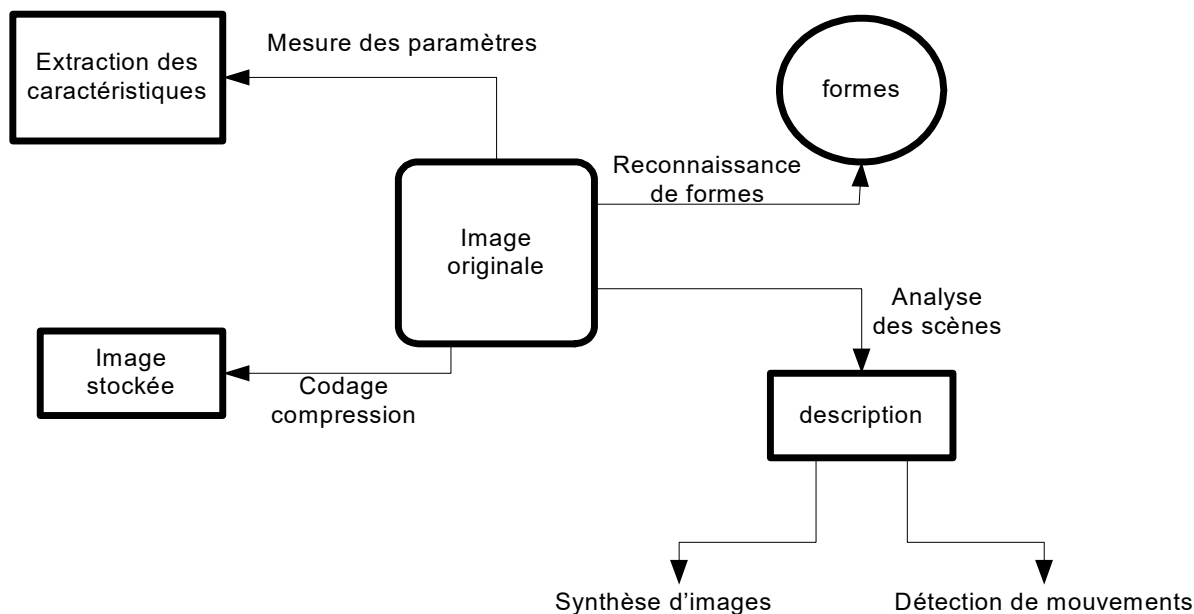 Mesure des paramètres
Extraction des
caractéristiques
formes
Reconnaissance
de formes
Image
originale
Analyse
des scènes
Image
stockée
Codage
compression
description
Synthèse d’images
Détection de mouvements